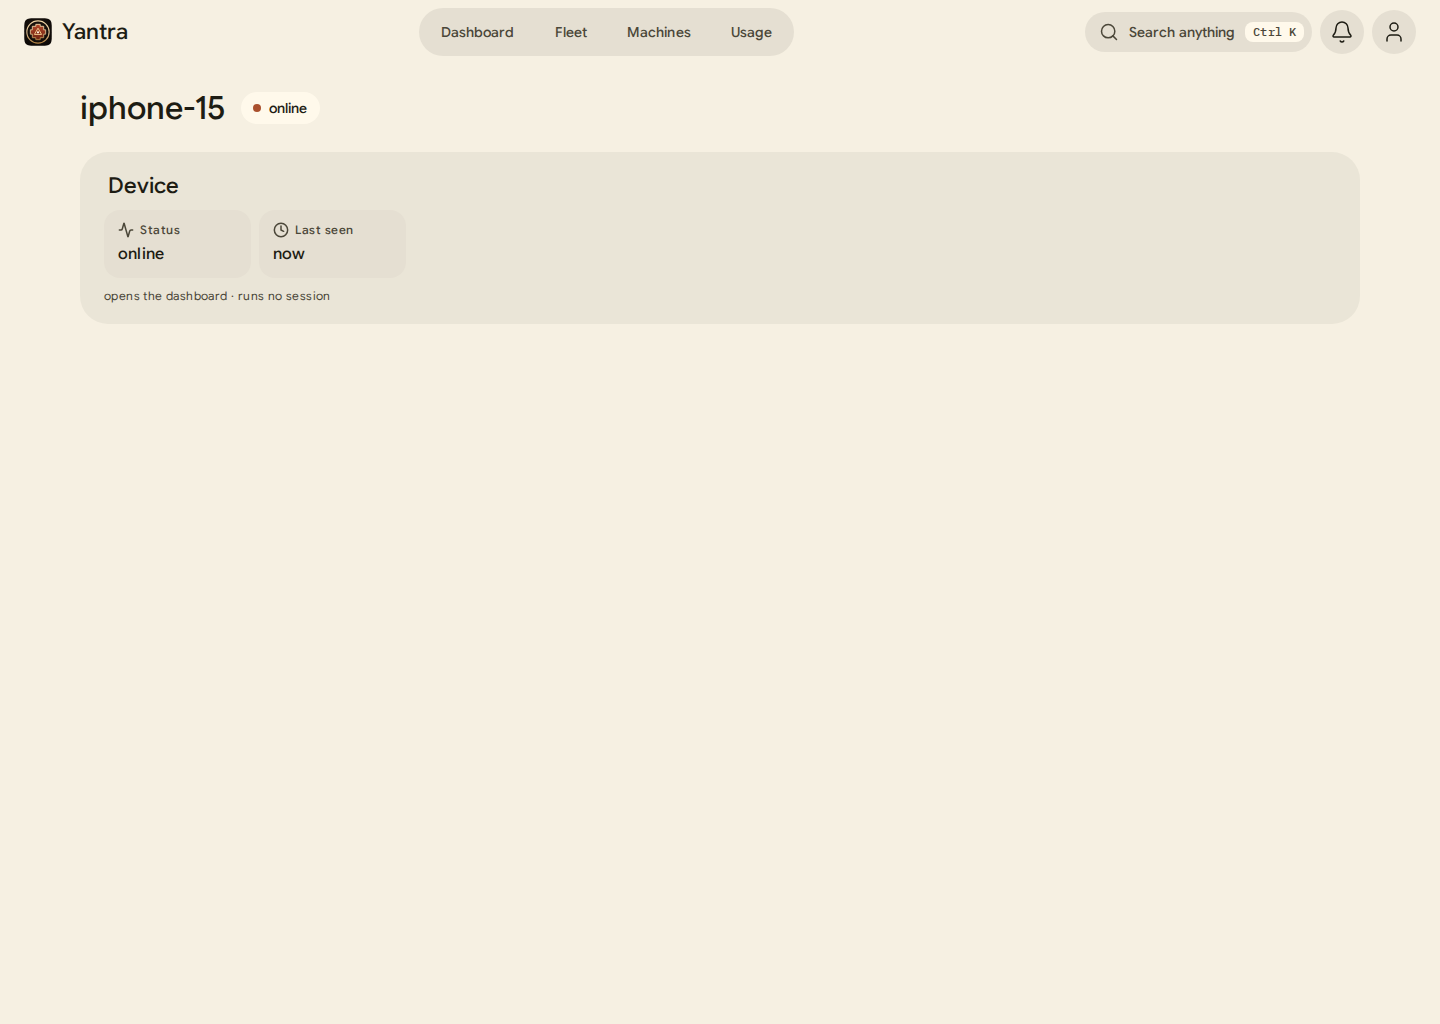 Yantra
Dashboard Fleet Machines Usage
Search anything Ctrl K
iphone-15 online
Device
Status Last seen
online now
opens the dashboard · runs no session